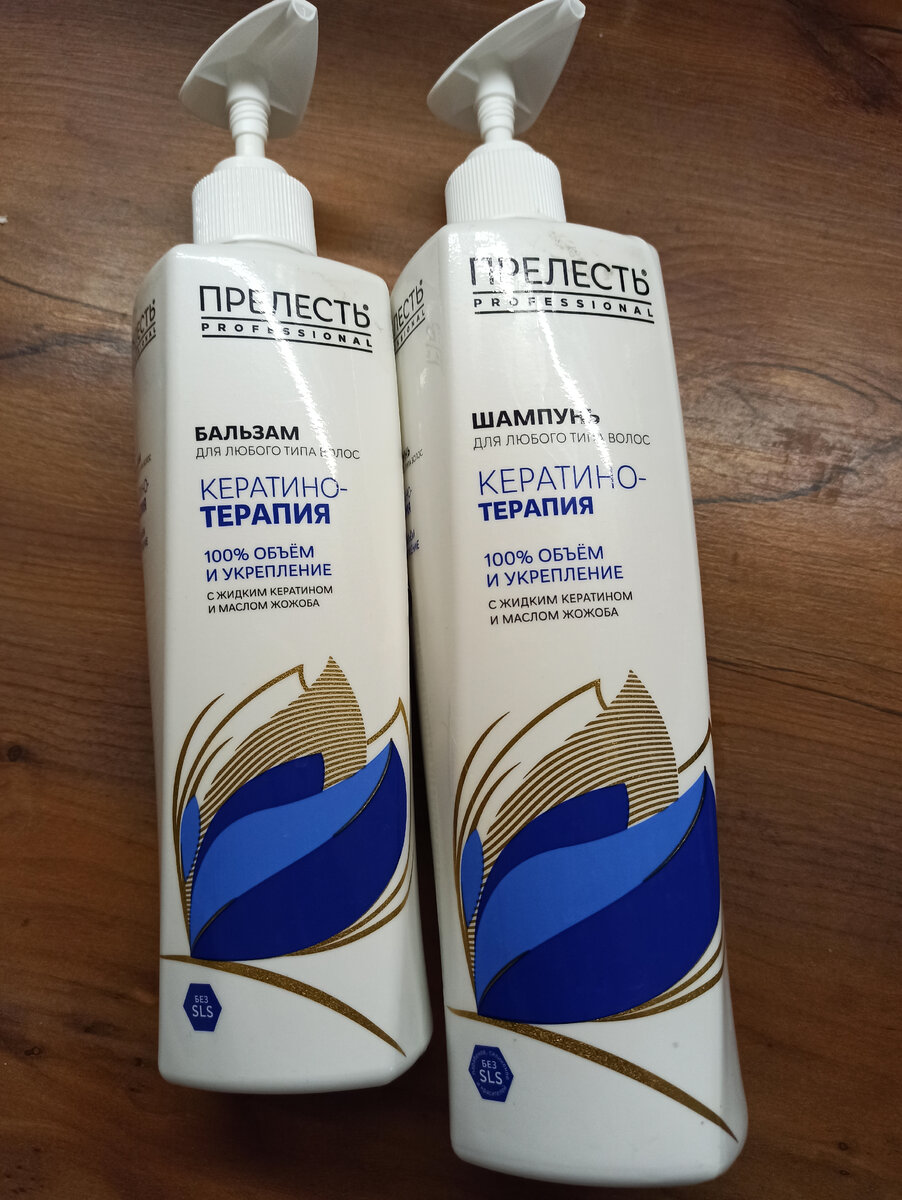 ПРЕЛЕСТЬ®
PROFESSIONAL
БАЛЬЗАМ
ДЛЯ ЛЮБОГО ТИПА ВОЛОС
КЕРАТИНО-
ТЕРАПИЯ
100% ОБЪЁМ
И УКРЕПЛЕНИЕ
С ЖИДКИМ КЕРАТИНОМ
И МАСЛОМ ЖОЖОБА
БЕЗ
SLS
ПРЕЛЕСТЬ®
PROFESSIONAL
ШАМПУНЬ
ДЛЯ ЛЮБОГО ТИПА ВОЛОС
КЕРАТИНО-
ТЕРАПИЯ
100% ОБЪЁМ
И УКРЕПЛЕНИЕ
С ЖИДКИМ КЕРАТИНОМ
И МАСЛОМ ЖОЖОБА
БЕЗ
SLS